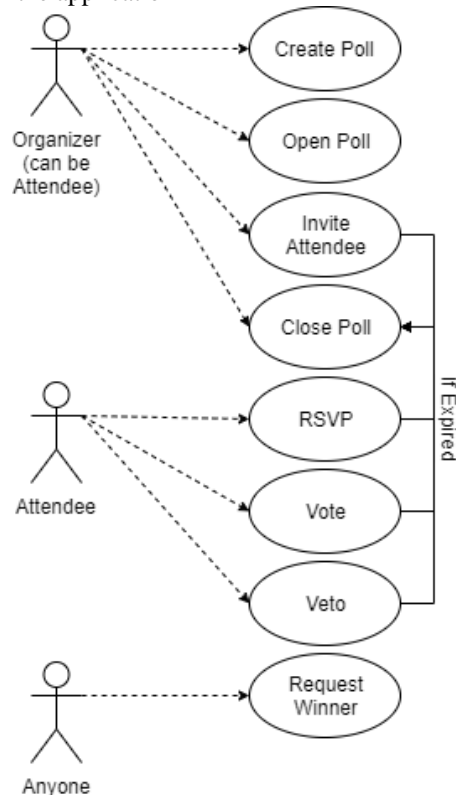 Create Poll
Organizer
(can be
Attendee)
Open Poll
Invite
Attendee
Close Poll
If Expired
RSVP
Attendee
Vote
Veto
Request
Winner
Anyone